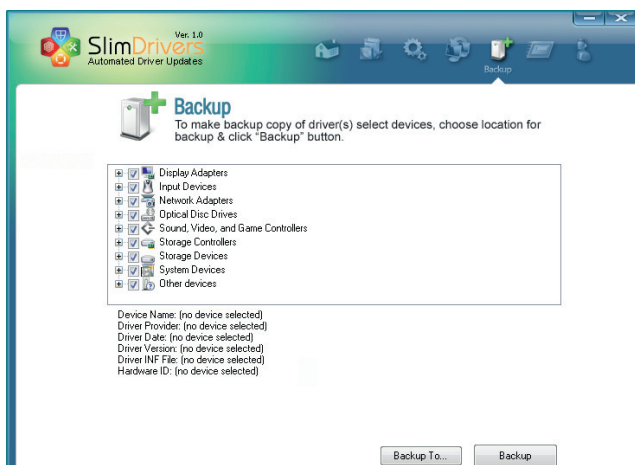 Ver. 1.0
SlimDrivers
Automated Driver Updates
Backup
Backup
To make backup copy of driver(s) select devices, choose location for
backup & click "Backup" button.
Display Adapters
Input Devices
Network Adapters
Optical Disc Drives
Sound, Video, and Game Controllers
Storage Controllers
Storage Devices
System Devices
Other devices
Device Name: (no device selected)
Driver Provider: (no device selected)
Driver Date: (no device selected)
Driver Version: (no device selected)
Driver INF File: (no device selected)
Hardware ID: (no device selected)
Backup To... Backup